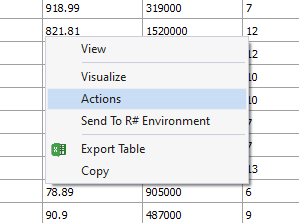 918.99 319000 7
821.81 1520000 12
View
12
Visualize
10
Actions
10
Send To R# Environment
7
Export Table
7
Copy
13
78.89 905000 6
90.9 487000 9